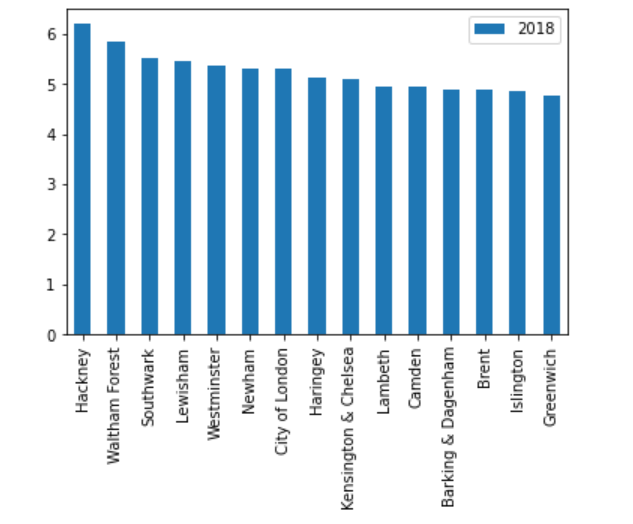 2018
6
5
4
3
2
1
0
Hackney
Waltham Forest
Southwark
Lewisham
Westminster
Newham
City of London
Haringey
Kensington & Chelsea
Lambeth
Camden
Barking & Dagenham
Brent
Islington
Greenwich